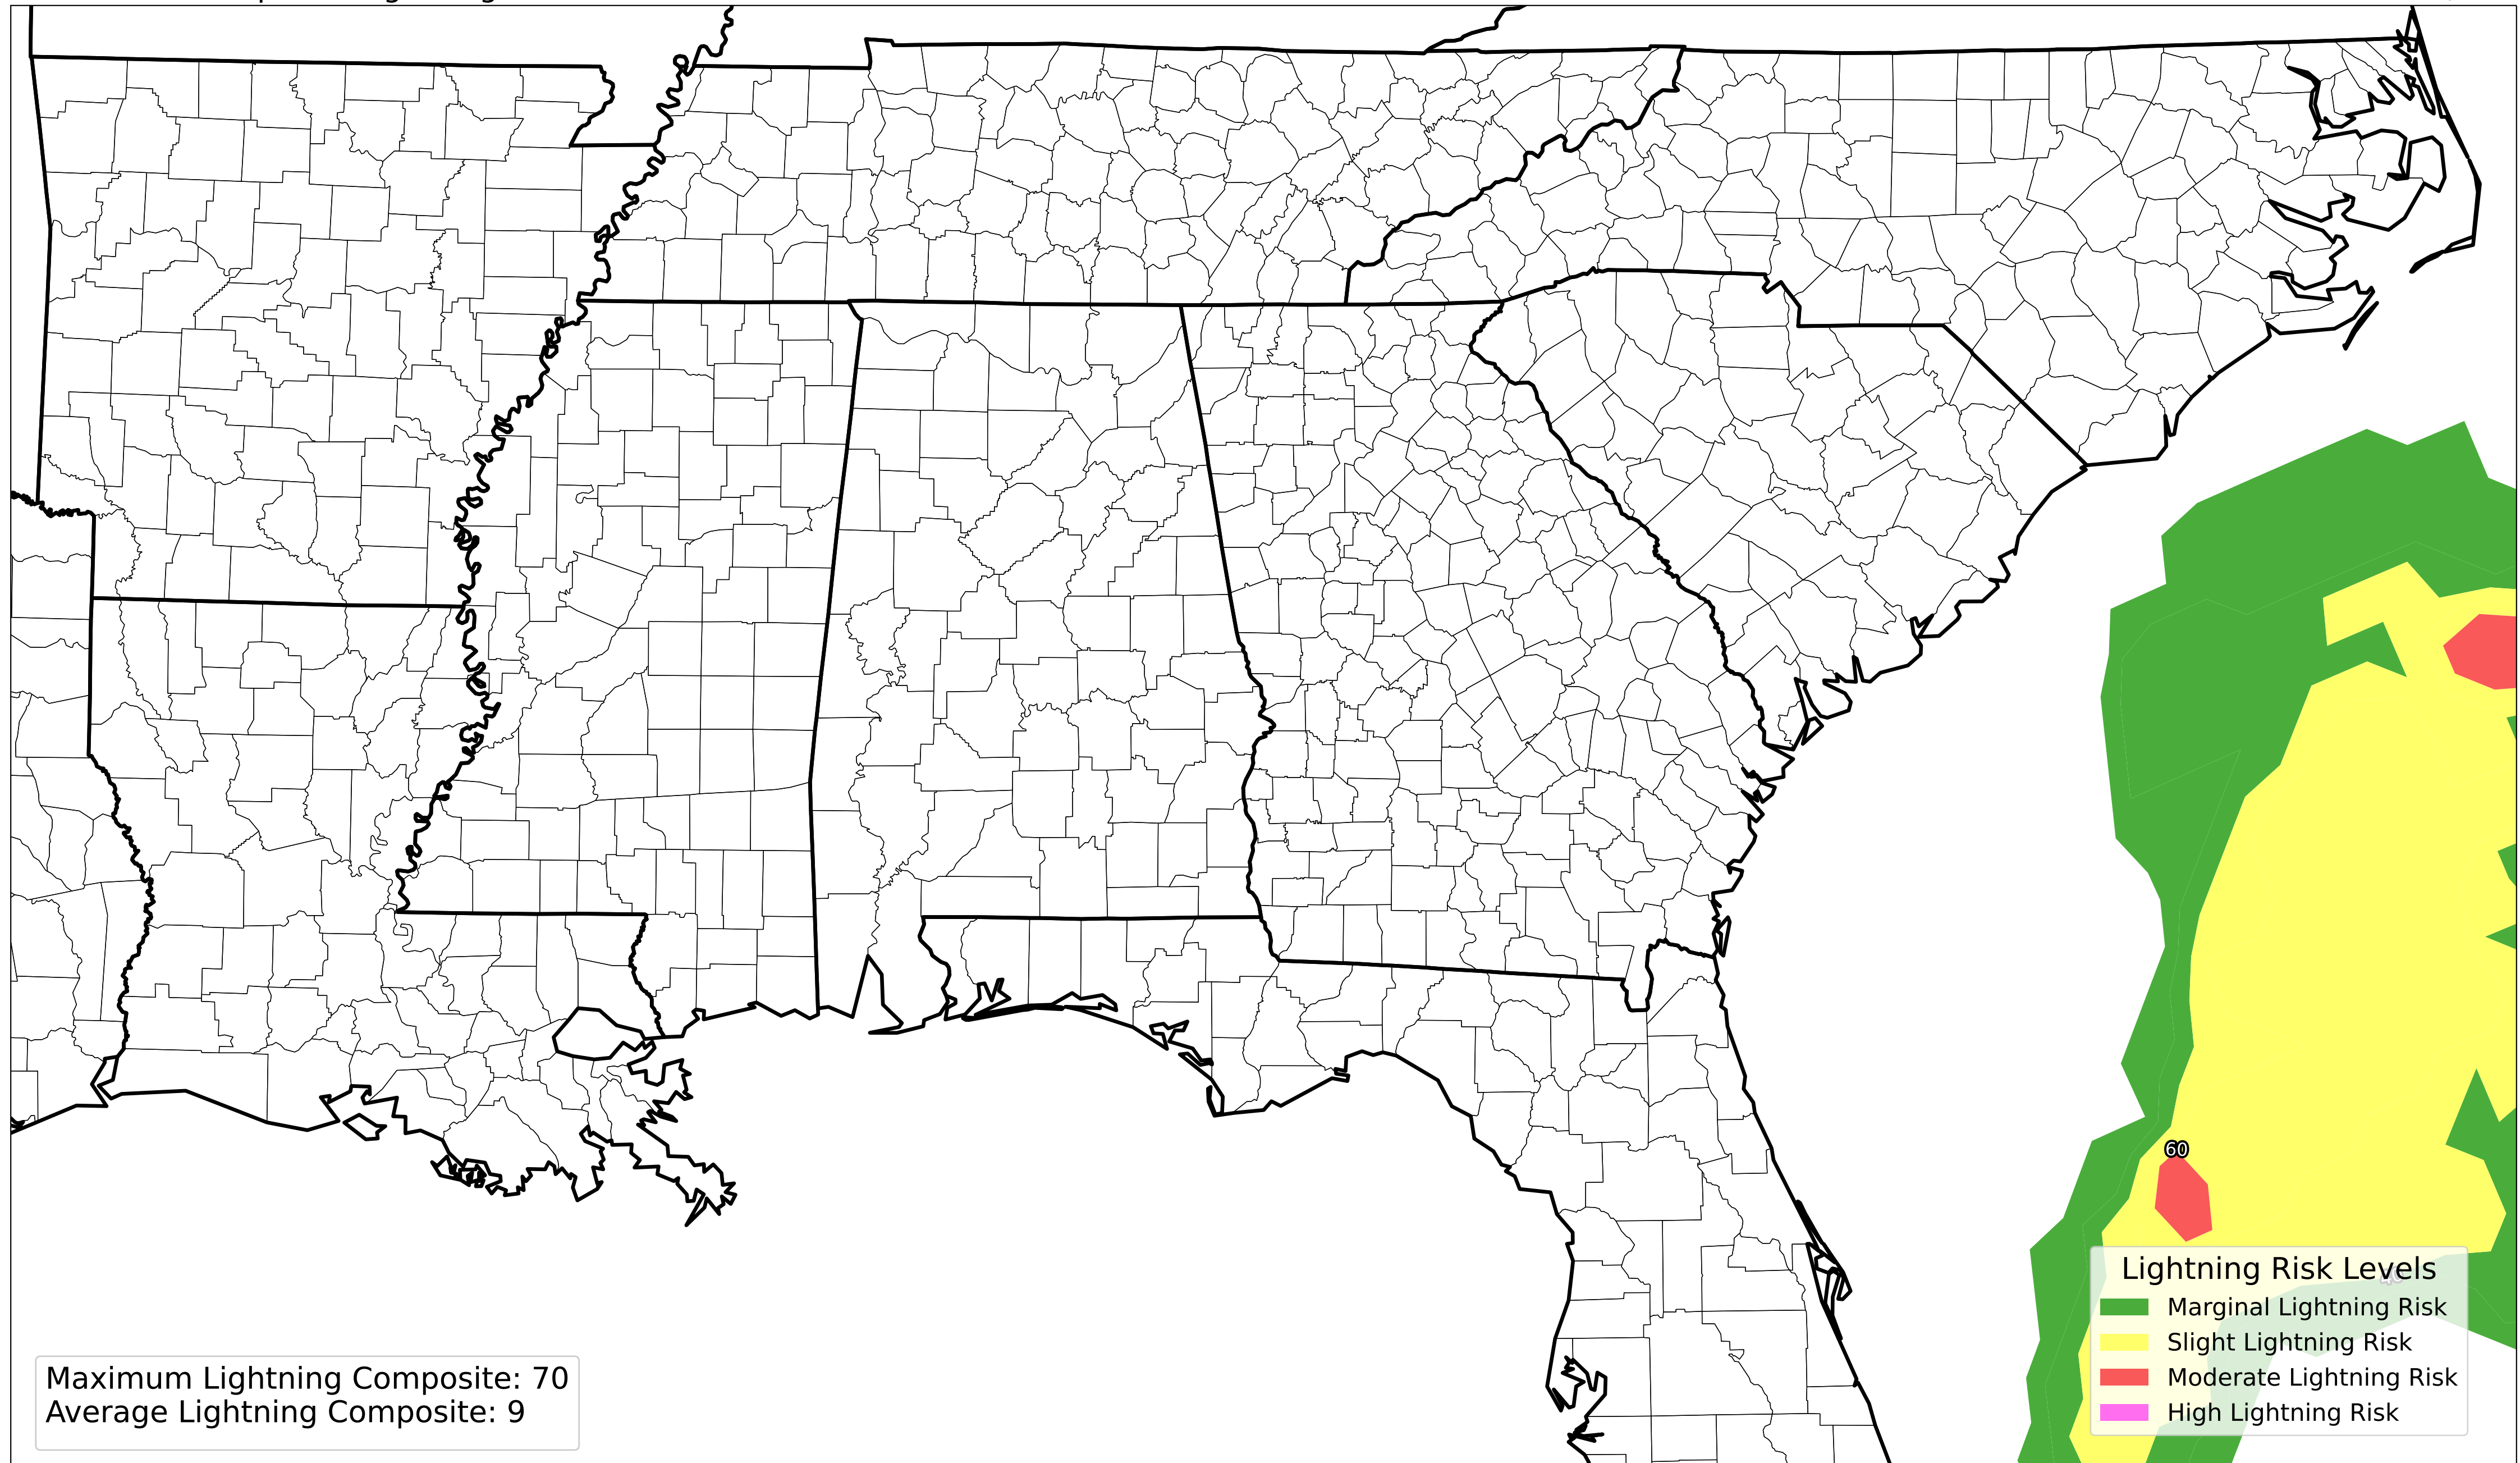 60
Lightning Risk Levels
Marginal Lightning Risk
Slight Lightning Risk
Moderate Lightning Risk
High Lightning Risk
Maximum Lightning Composite: 70
Average Lightning Composite: 9